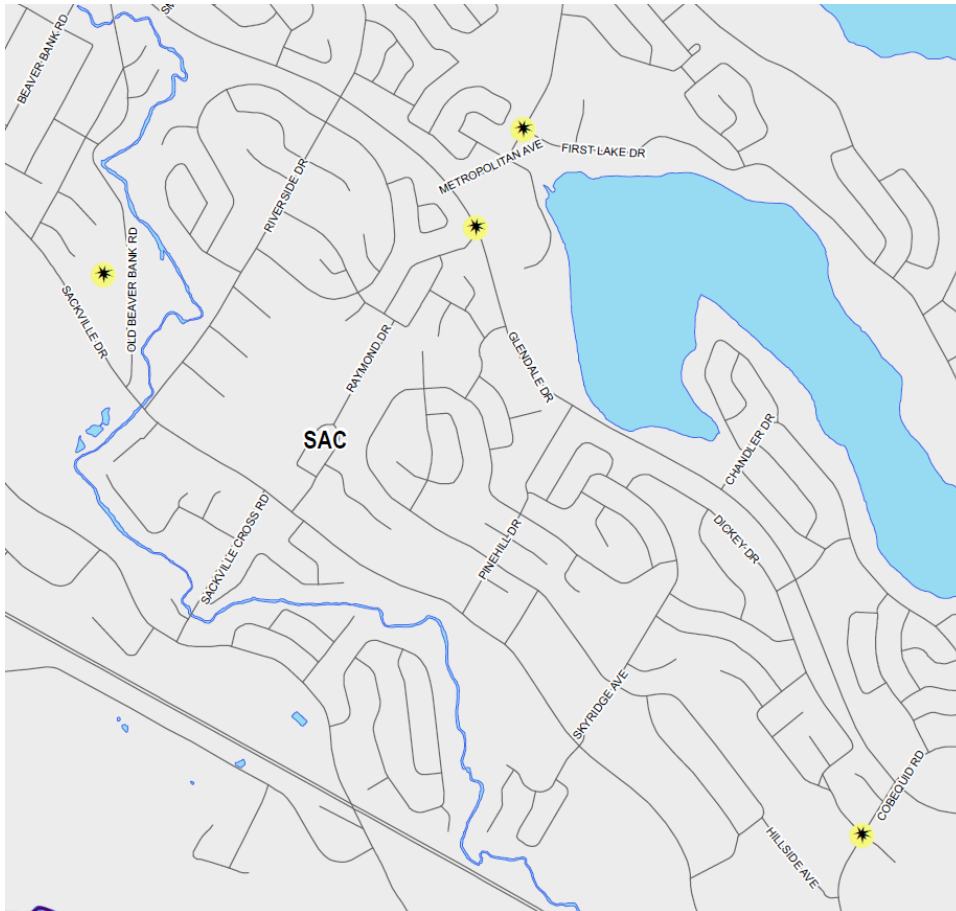 BEAVER BANK RD
METROPOLITAN AVE
FIRST LAKE DR
RIVERSIDE DR
OLD BEAVER BANK RD
SACKVILLE DR
RAYMOND DR
GLENDALE DR
SAC
CHANDLER DR
SACKVILLE CROSS RD
PINEHILL DR
DICKEY DR
SKYRIDGE AVE
COBEQUID RD
HILLSIDE AVE